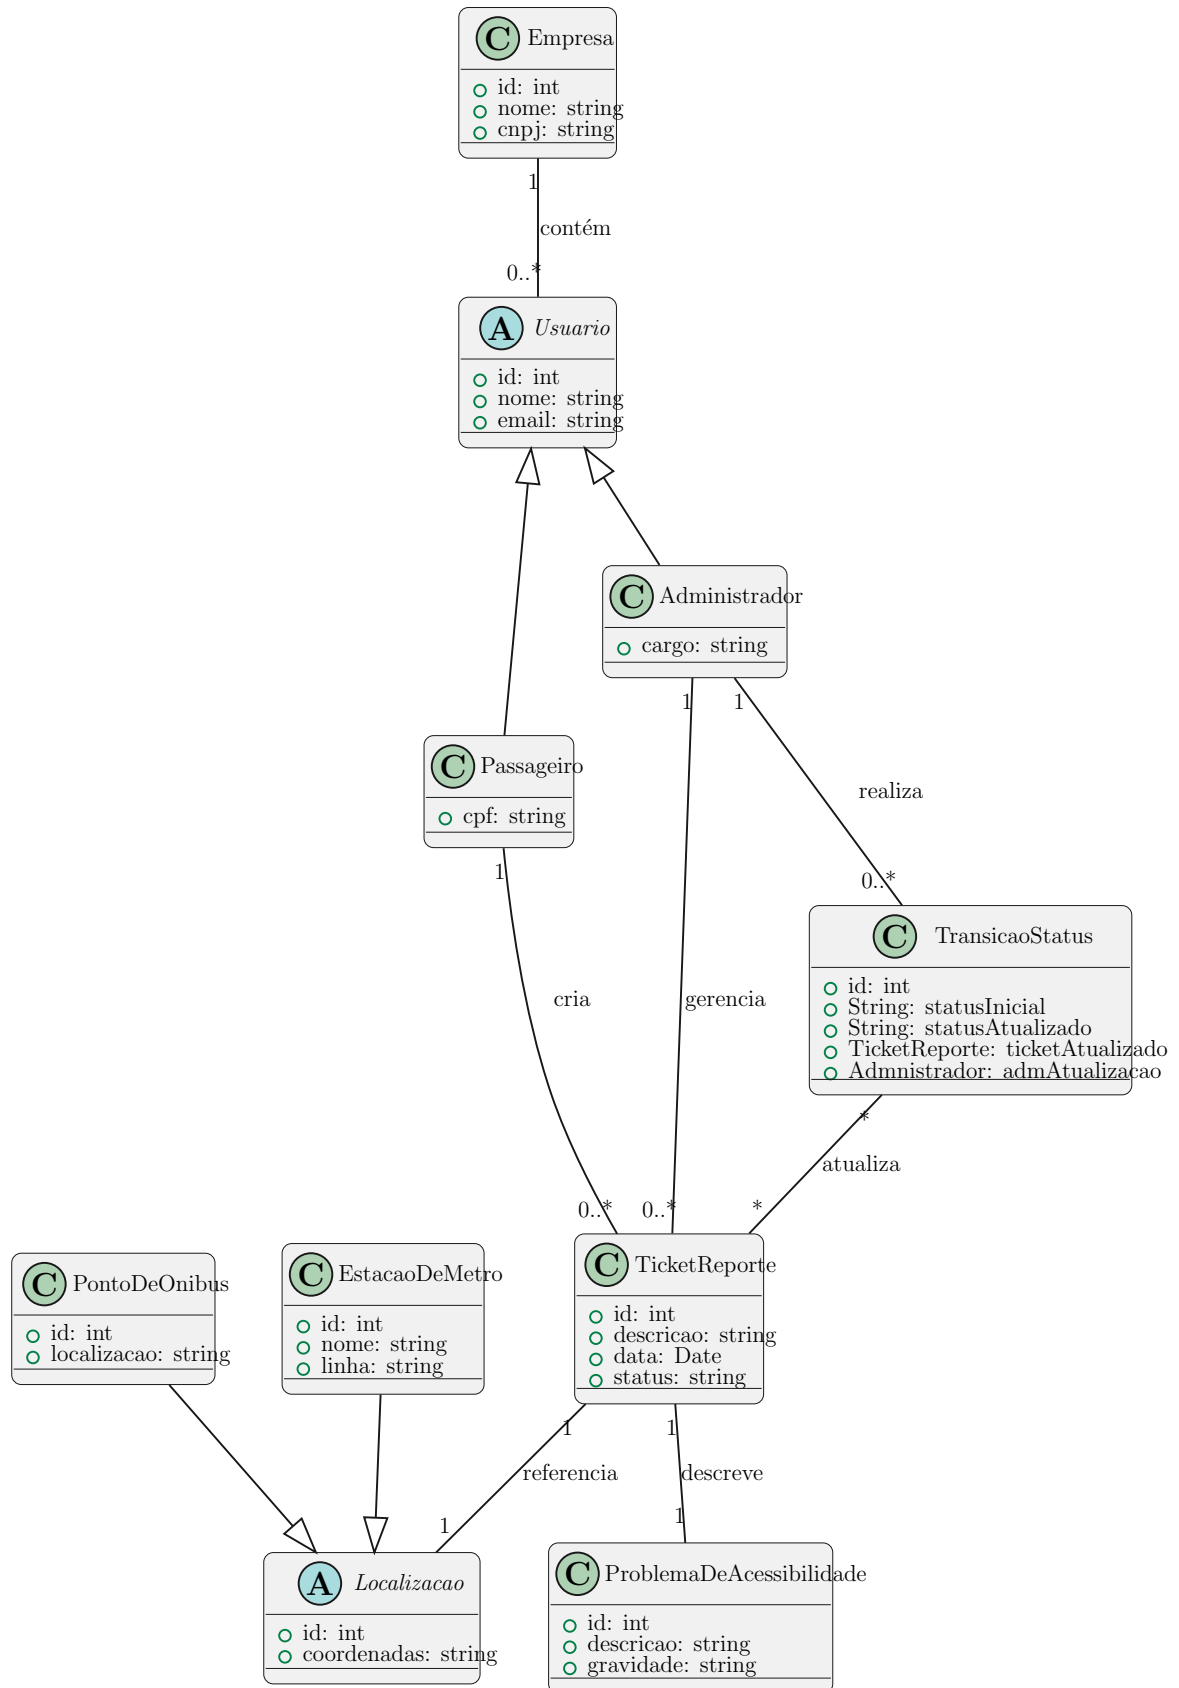 C Empresa
id: int
nome: string
cnpj: string
1
contém
0..*
A Usuario
id: int
nome: string
email: string
C Administrador
cargo: string
1
1
C Passageiro
cpf: string
1
realiza
0..*
C TransicaoStatus
id: int
String: statusInicial
String: statusAtualizado
TicketReporte: ticketAtualizado
Admnistrador: admAtualizacao
cria
gerencia
*
atualiza
0..*
0..*
*
C PontoDeOnibus
id: int
localizacao: string
C EstacaoDeMetro
id: int
nome: string
linha: string
C TicketReporte
id: int
descricao: string
data: Date
status: string
1
1
referencia
descreve
1
1
A Localizacao
id: int
coordenadas: string
C ProblemaDeAcessibilidade
id: int
descricao: string
gravidade: string